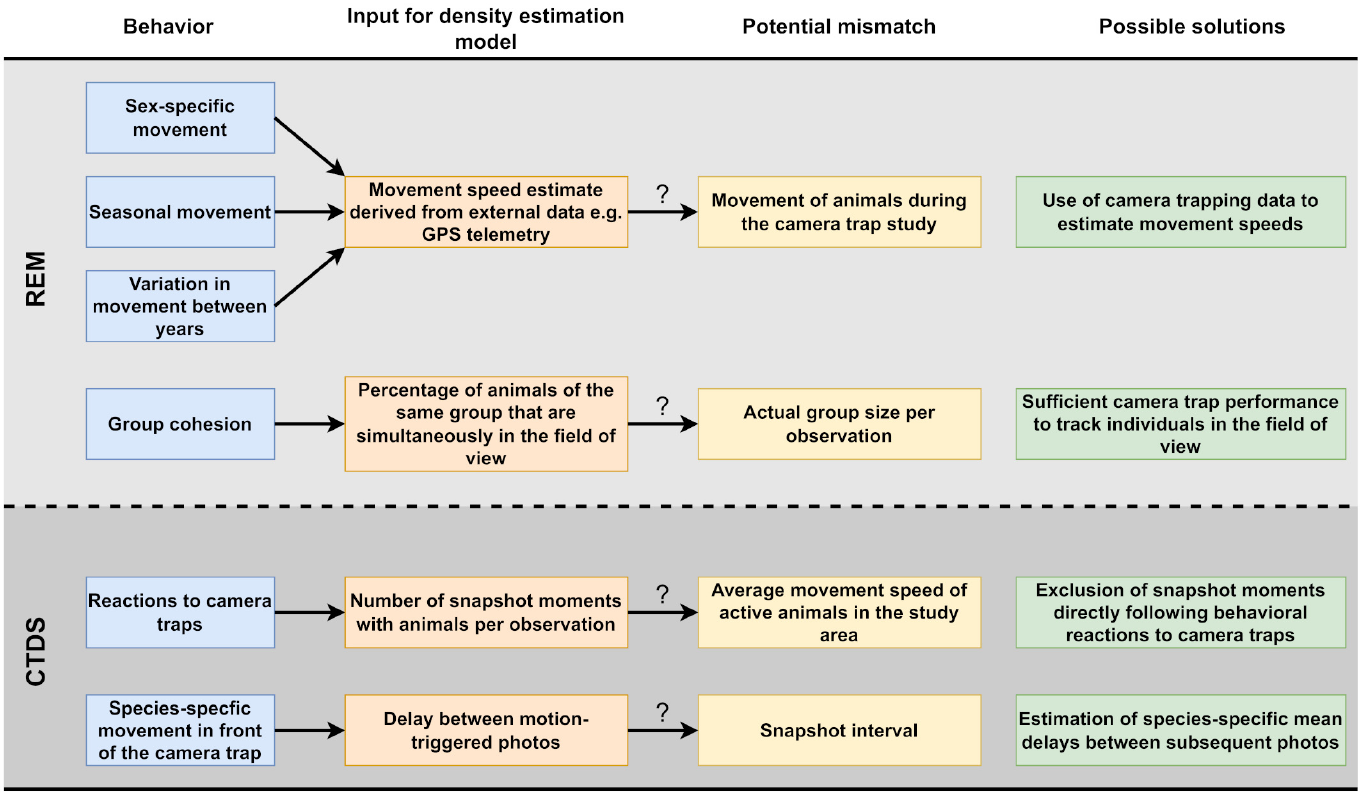 Behavior
Input for density estimation
model
Potential mismatch
Possible solutions
REM
Sex-specific
movement
Seasonal movement
Variation in
movement between
years
Movement speed estimate
derived from external data e.g.
GPS telemetry
?
Movement of animals during
the camera trap study
Use of camera trapping data to
estimate movement speeds
Group cohesion
Percentage of animals of the
same group that are
simultaneously in the field of
view
?
Actual group size per
observation
Sufficient camera trap performance
to track individuals in the field of
view
CTDS
Reactions to camera
traps
Number of snapshot moments
with animals per observation
?
Average movement speed of
active animals in the study
area
Exclusion of snapshot moments
directly following behavioral
reactions to camera traps
Species-specfic
movement in front
of the camera trap
Delay between motion-
triggered photos
?
Snapshot interval
Estimation of species-specific mean
delays between subsequent photos